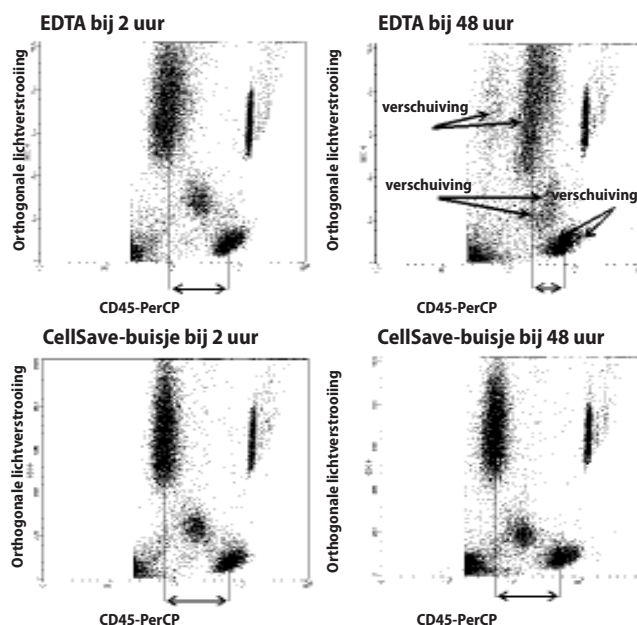 EDTA bij 2 uur
EDTA bij 48 uur
Orthogonale lichtverstrooiing
Orthogonale lichtverstrooiing
verschuiving
verschuiving
verschuiving
CD45-PerCP
CD45-PerCP
CellSave-buisje bij 2 uur
CellSave-buisje bij 48 uur
Orthogonale lichtverstrooiing
Orthogonale lichtverstrooiing
CD45-PerCP
CD45-PerCP